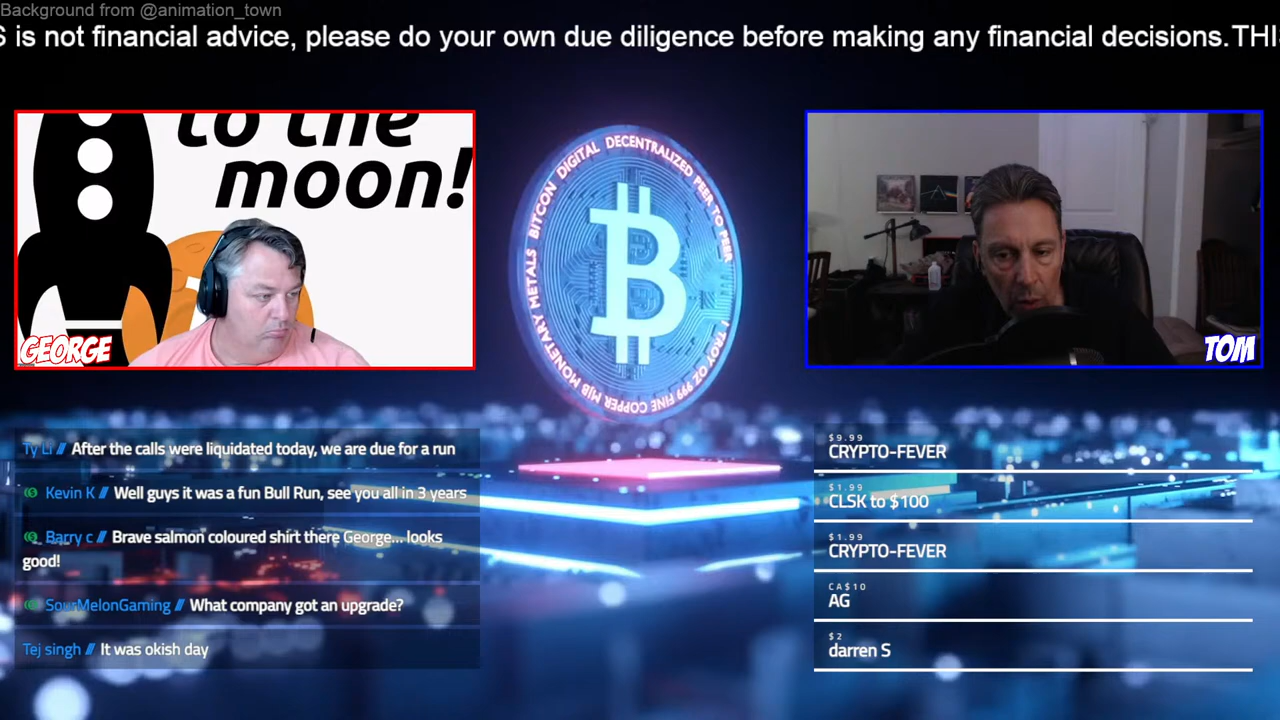 Background from @animation_town
S is not financial advice, please do your own due diligence before making any financial decisions.THI
to the
moon!
GEORGE
BITCOIN DIGITAL DECENTRALIZED PEER TO PEER
1 TROY OZ 999 FINE COPPER MJB MONETARY METALS
TOM
Ty Li // After the calls were liquidated today, we are due for a run
Kevin K // Well guys it was a fun Bull Run, see you all in 3 years
Barry c // Brave salmon coloured shirt there George... looks
good!
SourMelonGaming // What company got an upgrade?
Tej singh // It was okish day
$9.99
CRYPTO-FEVER
$1.99
CLSK to $100
$1.99
CRYPTO-FEVER
CA$10
AG
$2
darren S